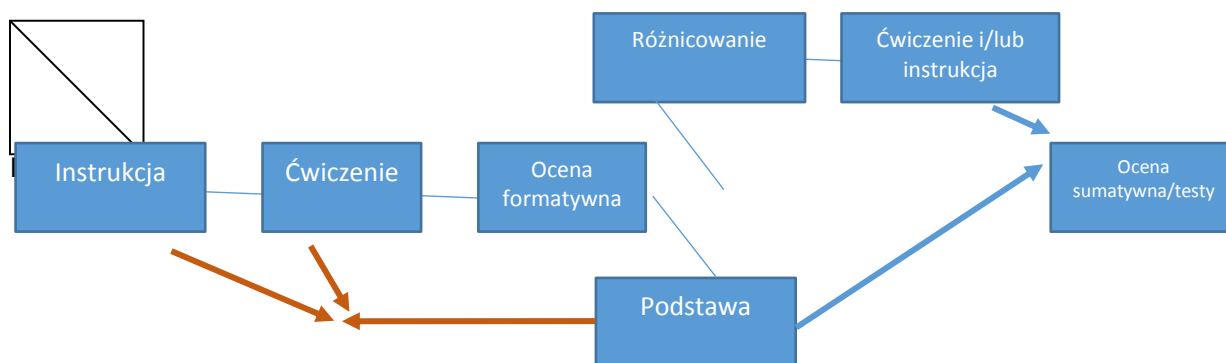 Różnicowanie
Ćwiczenie i/lub
instrukcja
Instrukcja
Ćwiczenie
Ocena
formatywna
Ocena
sumatywna/testy
Podstawa